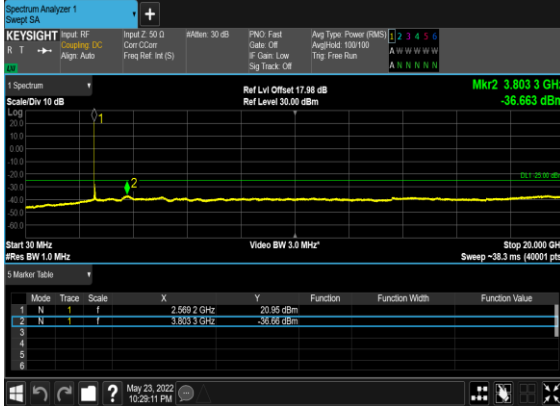 Spectrum Analyzer 1
Swept SA
+
KEYSIGHT Input: RF Input Z: 50 Ω #Atten: 30 dB PNO: Fast Avg Type: Power (RMS) 1 2 3 4 5 6
R T Coupling: DC Corr CCorr Gate: Off Avg|Hold: 100/100 A W W W W W
Align: Auto Freq Ref: Int (S) IF Gain: Low Trig: Free Run
LXI Sig Track: Off A N N N N N
1 Spectrum Ref Lvl Offset 17.98 dB Mkr2 3.803 3 GHz
Scale/Div 10 dB Ref Level 30.00 dBm -36.663 dBm
Log
20.0
10.0
0.00
-10.0
-20.0
-30.0
-40.0
-50.0
-60.0
1
2
DL1 -25.00 dBm
Start 30 MHz Video BW 3.0 MHz* Stop 20.000 GH
#Res BW 1.0 MHz Sweep ~38.3 ms (40001 pts
5 Marker Table
Mode Trace Scale X Y Function Function Width Function Value
1 N 1 f 2.569 2 GHz 20.95 dBm
2 N 1 f 3.803 3 GHz -36.66 dBm
3
4
5
6
May 23, 2022
10:29:11 PM